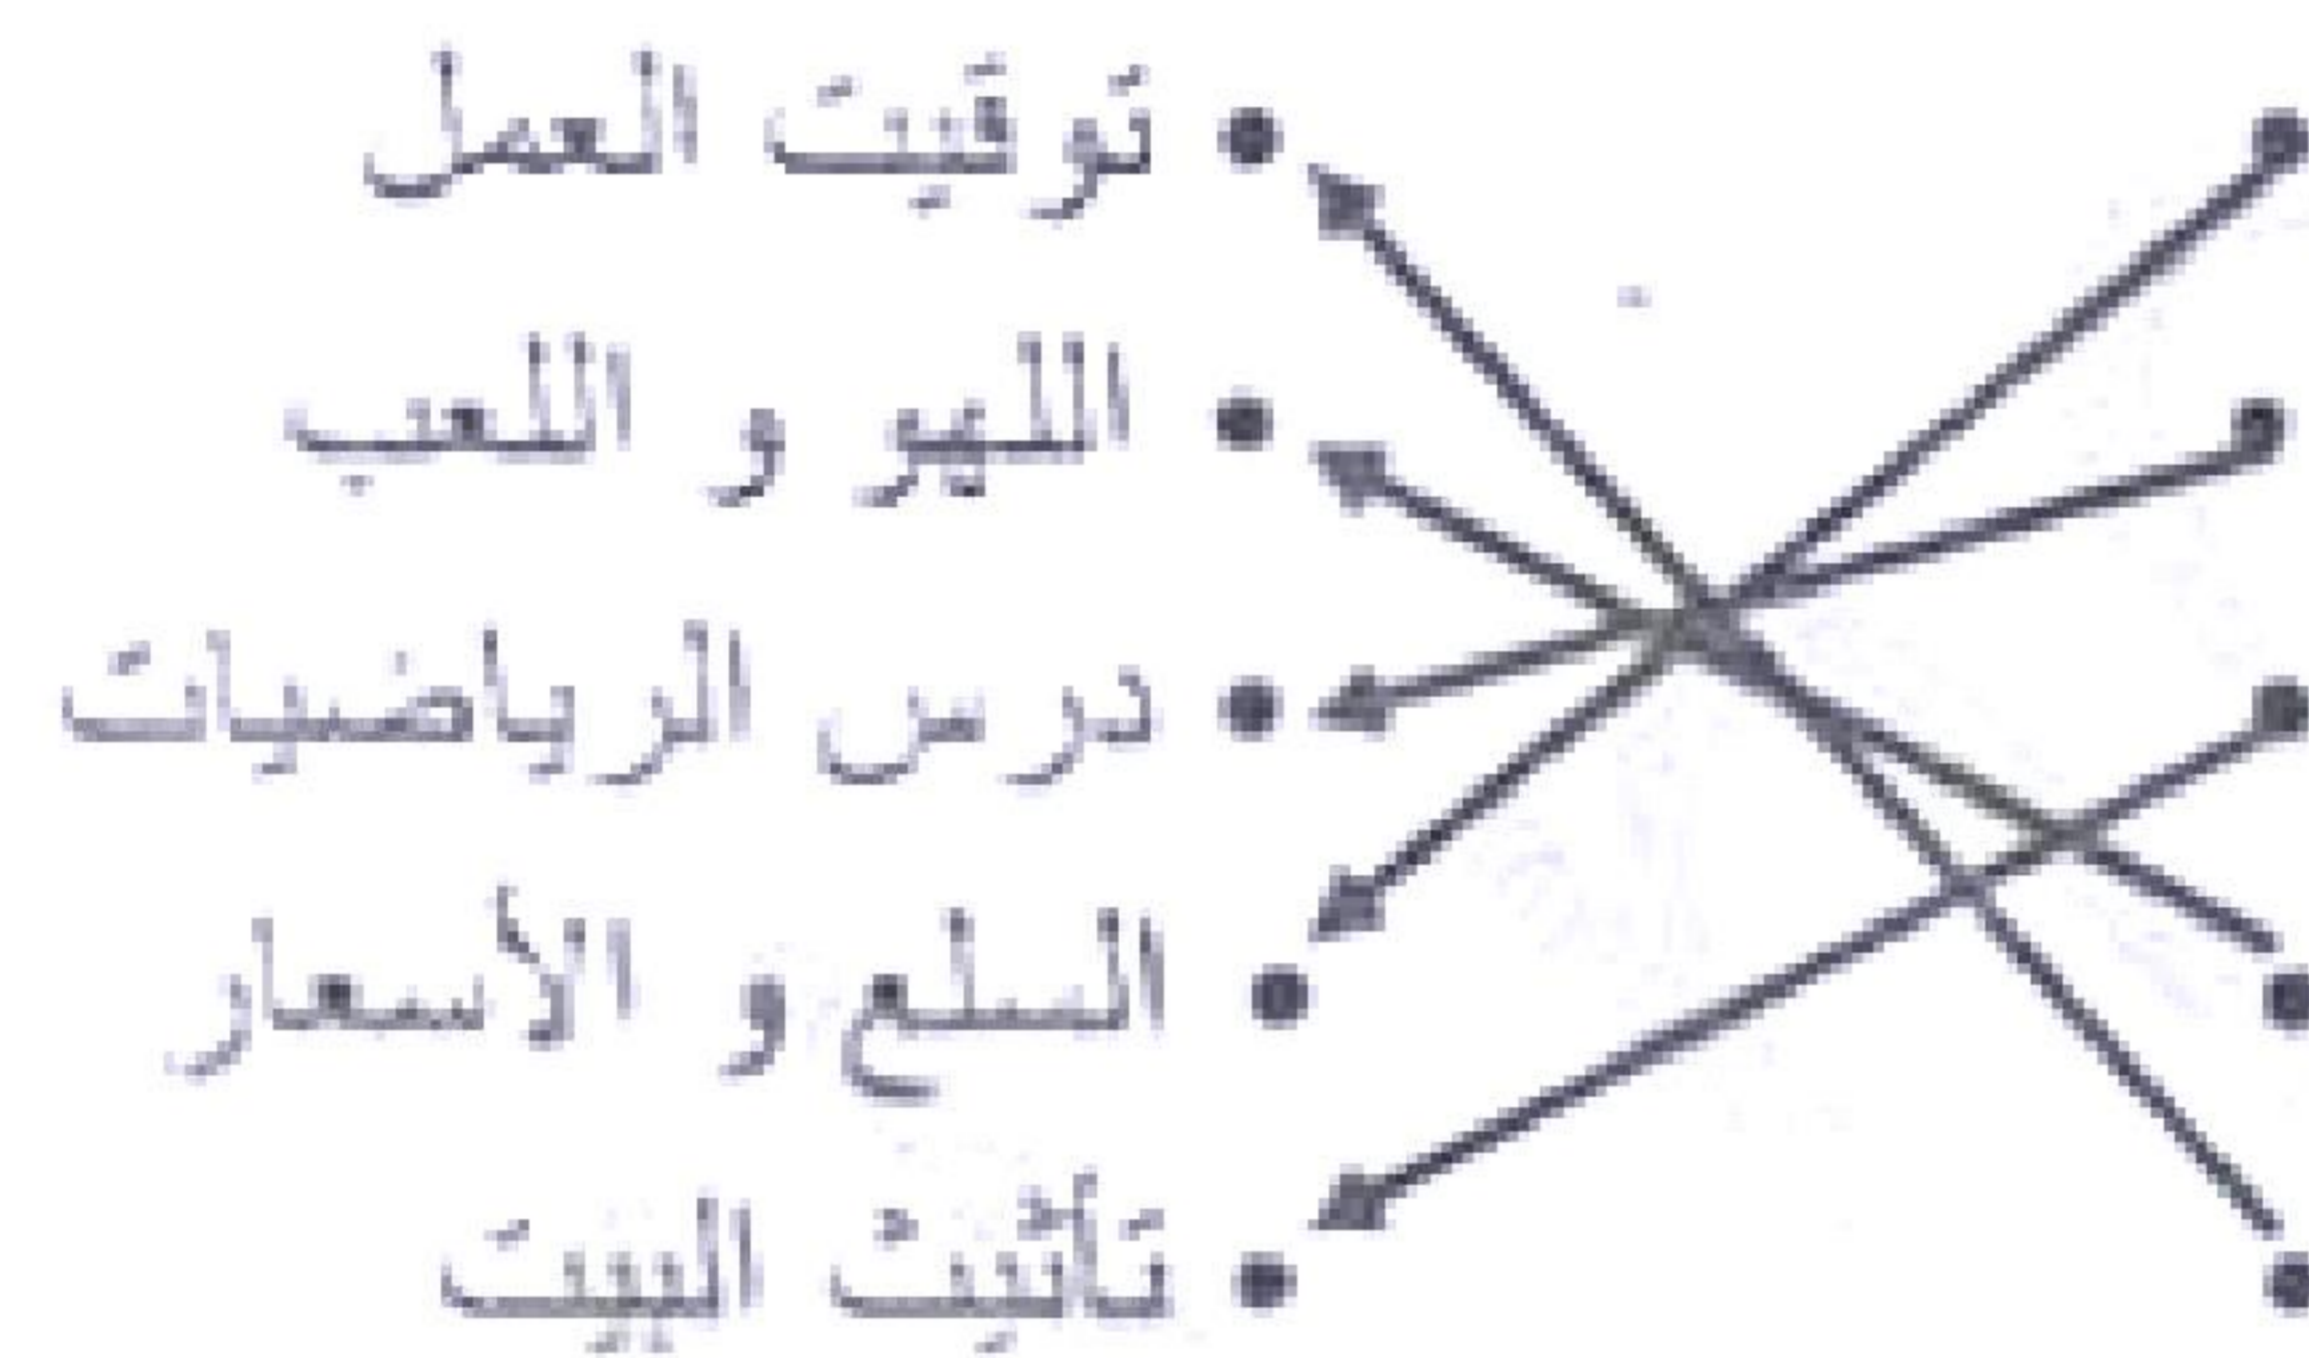 توقيت العمل
اللهو و اللعب
درس الرياضيات
السلع و الأسعار
تأثيث البيت